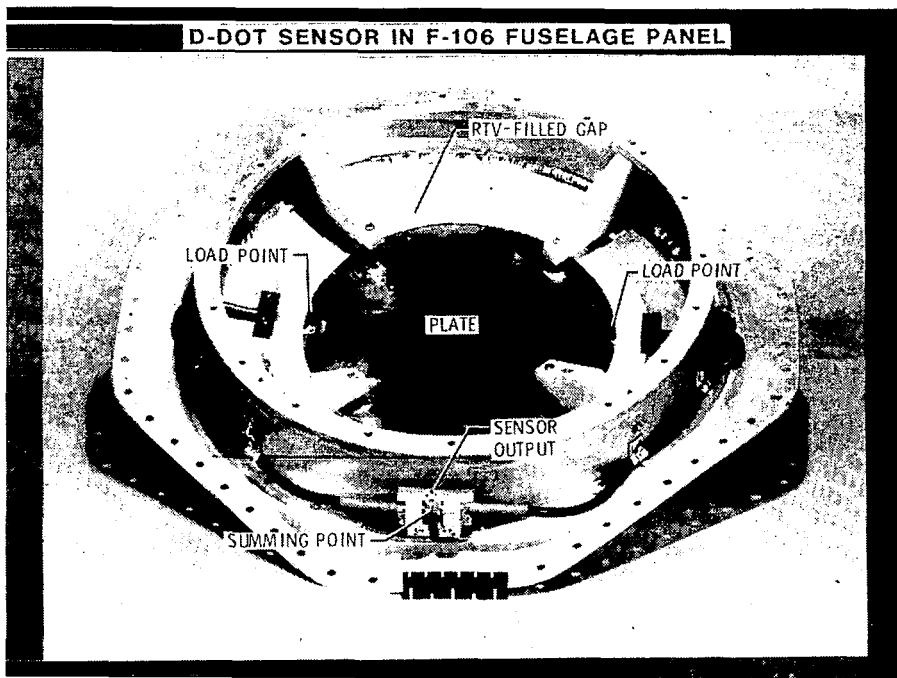 D-DOT SENSOR IN F-106 FUSELAGE PANEL
RTV-FILLED GAP
LOAD POINT
LOAD POINT
PLATE
SENSOR
OUTPUT
SUMMING POINT